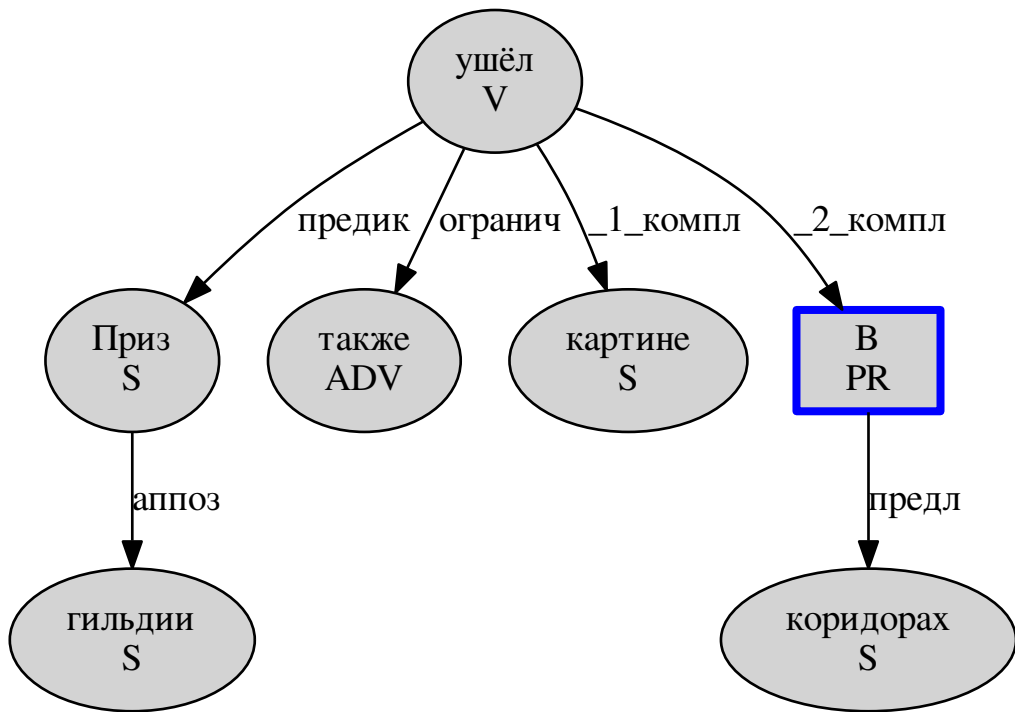 ушёл
V
предик
огранич
_1_компл
_2_компл
Приз
S
также
ADV
картине
S
В
PR
аппоз
предл
гильдии
S
коридорах
S